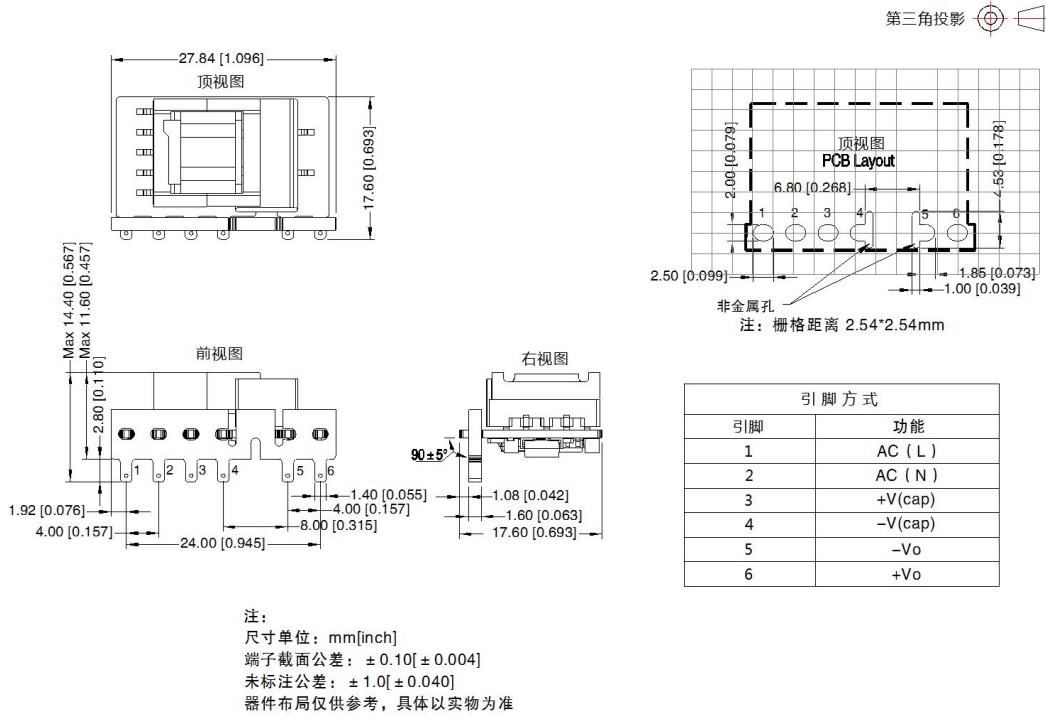 第三角投影
27.84 [1.096]
顶视图
17.60 [0.693]
顶视图
PCB Layout
2.00 [0.079]
4.53 [0.178]
6.80 [0.268]
1 2 3 4 5 6
2.50 [0.099]
1.85 [0.073]
1.00 [0.039]
非金属孔
注：栅格距离 2.54*2.54mm
Max 14.40 [0.567]
Max 11.60 [0.457]
2.80 [0.110]
前视图
1 2 3 4 5 6
1.92 [0.076]
4.00 [0.157]
24.00 [0.945]
1.40 [0.055]
4.00 [0.157]
8.00 [0.315]
右视图
90±5°
1.08 [0.042]
1.60 [0.063]
17.60 [0.693]
引脚方式
引脚 功能
1 AC（L）
2 AC（N）
3 +V(cap)
4 −V(cap)
5 −Vo
6 +Vo
注：
尺寸单位：mm[inch]
端子截面公差：±0.10[±0.004]
未标注公差：±1.0[±0.040]
器件布局仅供参考，具体以实物为准